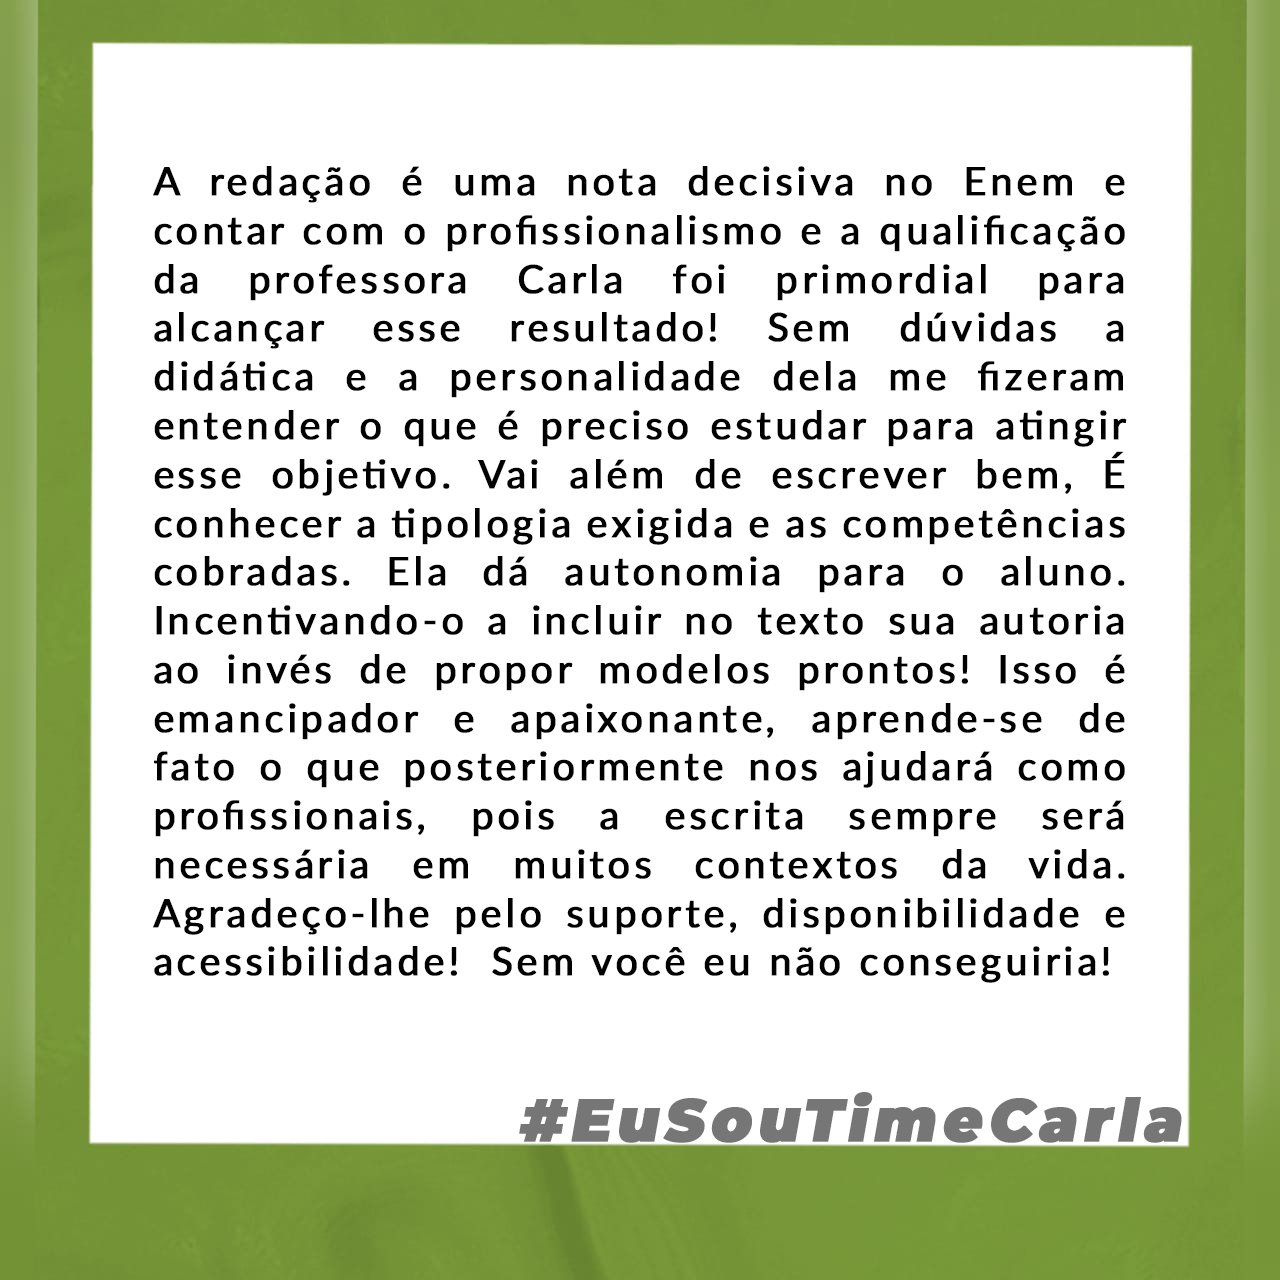 A redação é uma nota decisiva no Enem e
contar com o profissionalismo e a qualificação
da professora Carla foi primordial para
alcançar esse resultado! Sem dúvidas a
didática e a personalidade dela me fizeram
entender o que é preciso estudar para atingir
esse objetivo. Vai além de escrever bem, É
conhecer a tipologia exigida e as competências
cobradas. Ela dá autonomia para o aluno.
Incentivando-o a incluir no texto sua autoria
ao invés de propor modelos prontos! Isso é
emancipador e apaixonante, aprende-se de
fato o que posteriormente nos ajudará como
profissionais, pois a escrita sempre será
necessária em muitos contextos da vida.
Agradeço-lhe pelo suporte, disponibilidade e
acessibilidade!  Sem você eu não conseguiria!
#EuSouTimeCarla